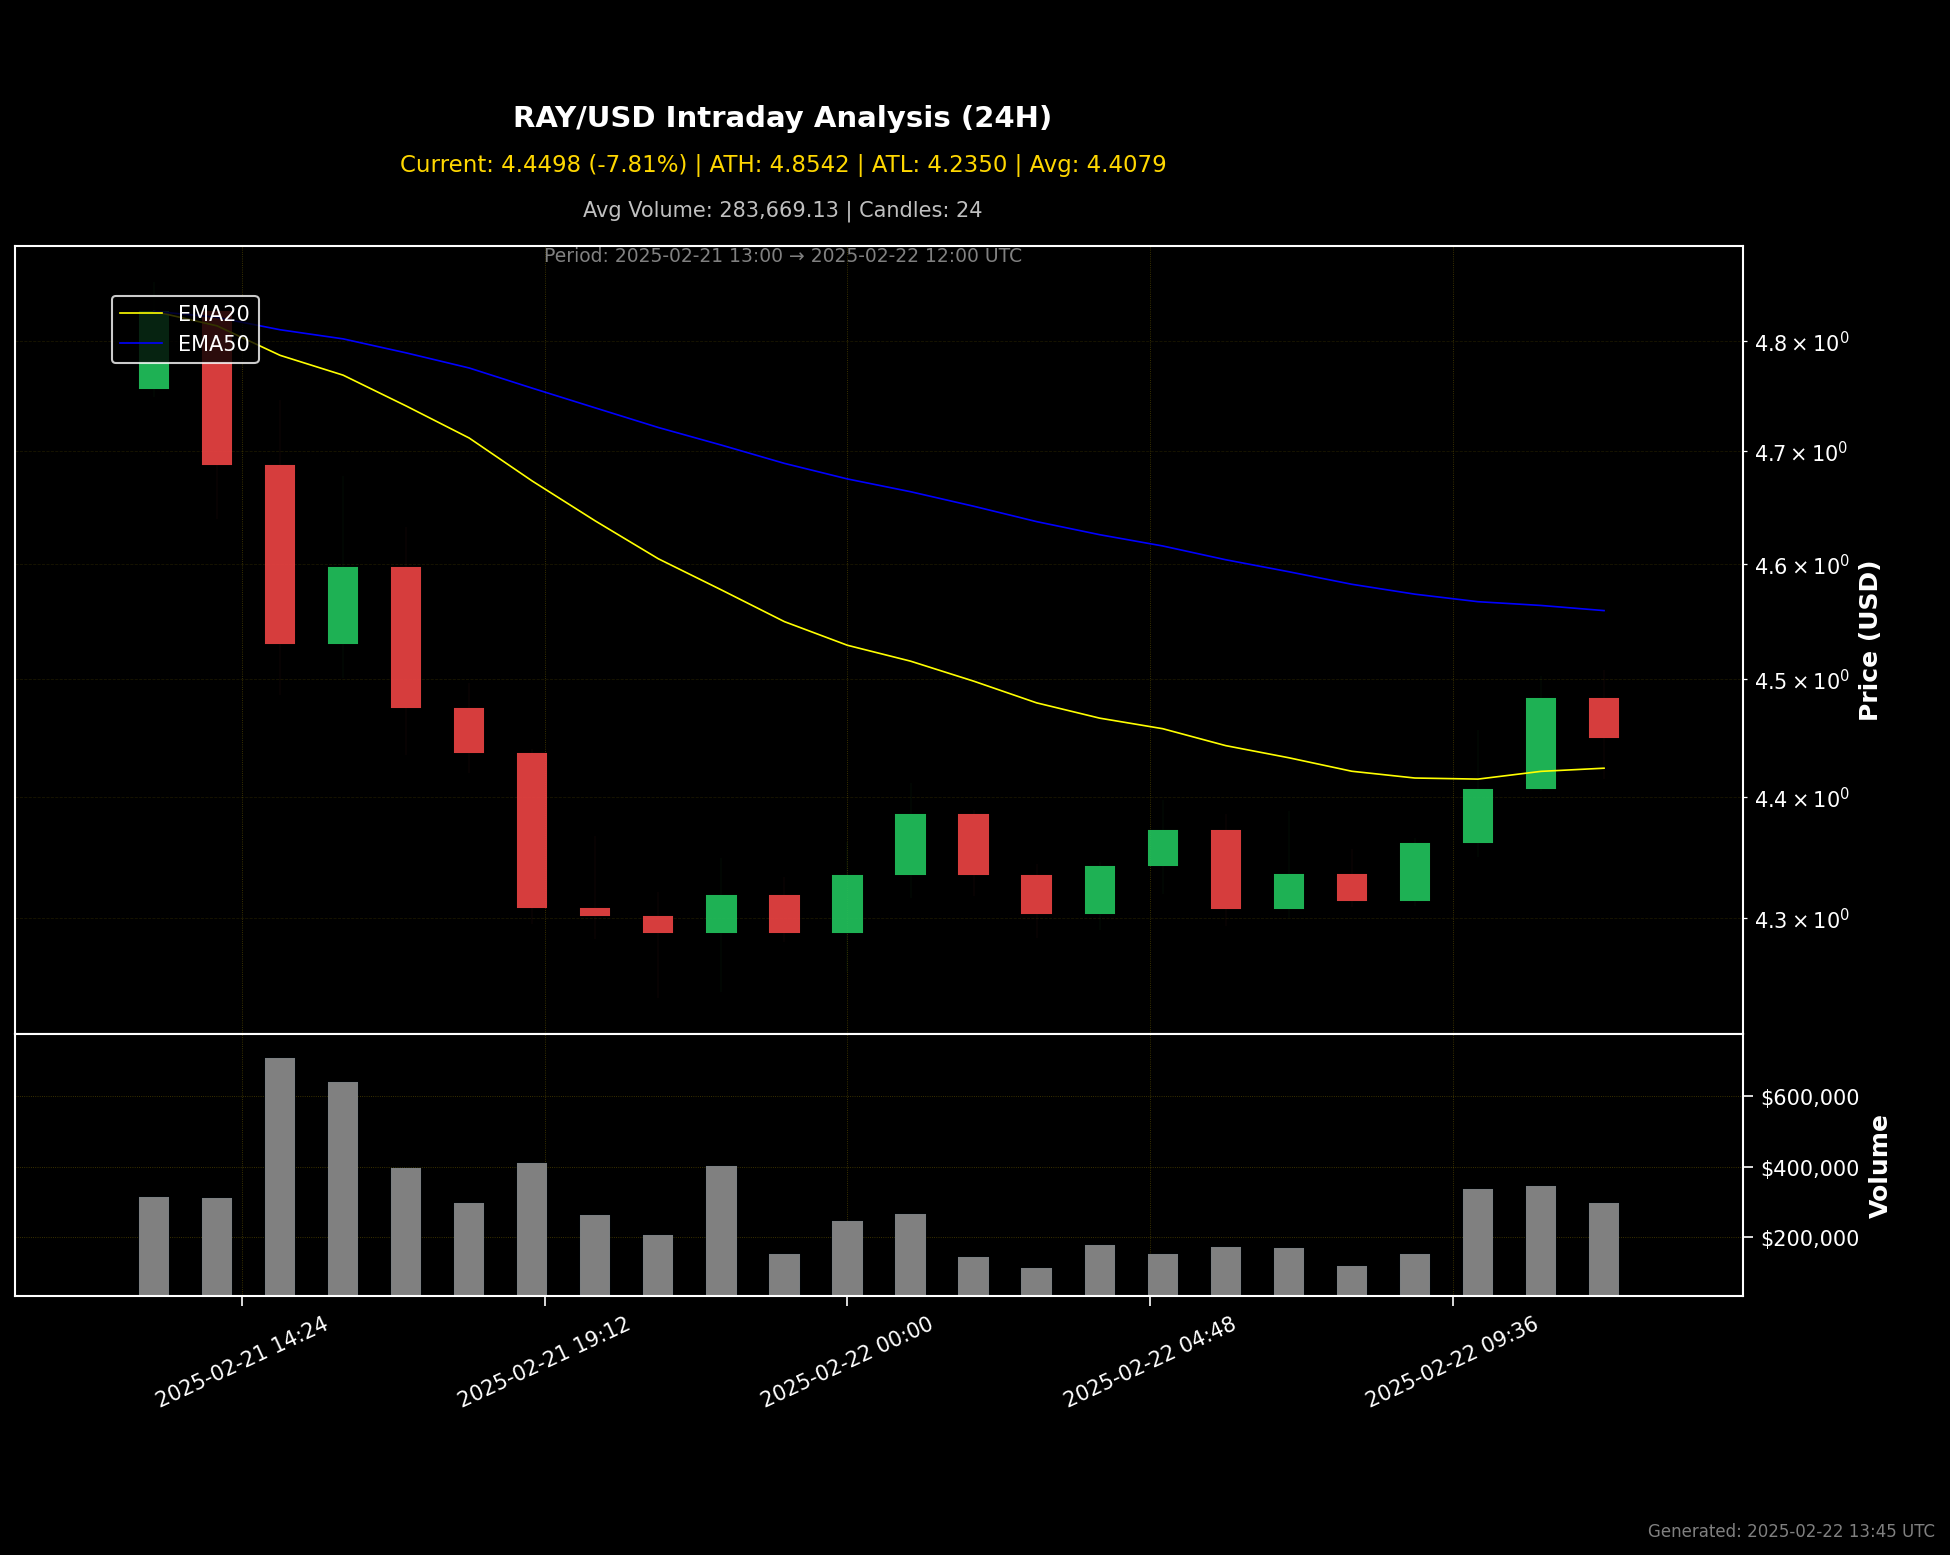 RAY/USD Intraday Analysis (24H)
Current: 4.4498 (-7.81%) | ATH: 4.8542 | ATL: 4.2350 | Avg: 4.4079
Avg Volume: 283,669.13 | Candles: 24
Period: 2025-02-21 13:00 → 2025-02-22 12:00 UTC
EMA20
EMA50
4.8 × 10⁰
4.7 × 10⁰
4.6 × 10⁰
4.5 × 10⁰
4.4 × 10⁰
4.3 × 10⁰
Price (USD)
$600,000
$400,000
$200,000
Volume
2025-02-21 14:24
2025-02-21 19:12
2025-02-22 00:00
2025-02-22 04:48
2025-02-22 09:36
Generated: 2025-02-22 13:45 UTC